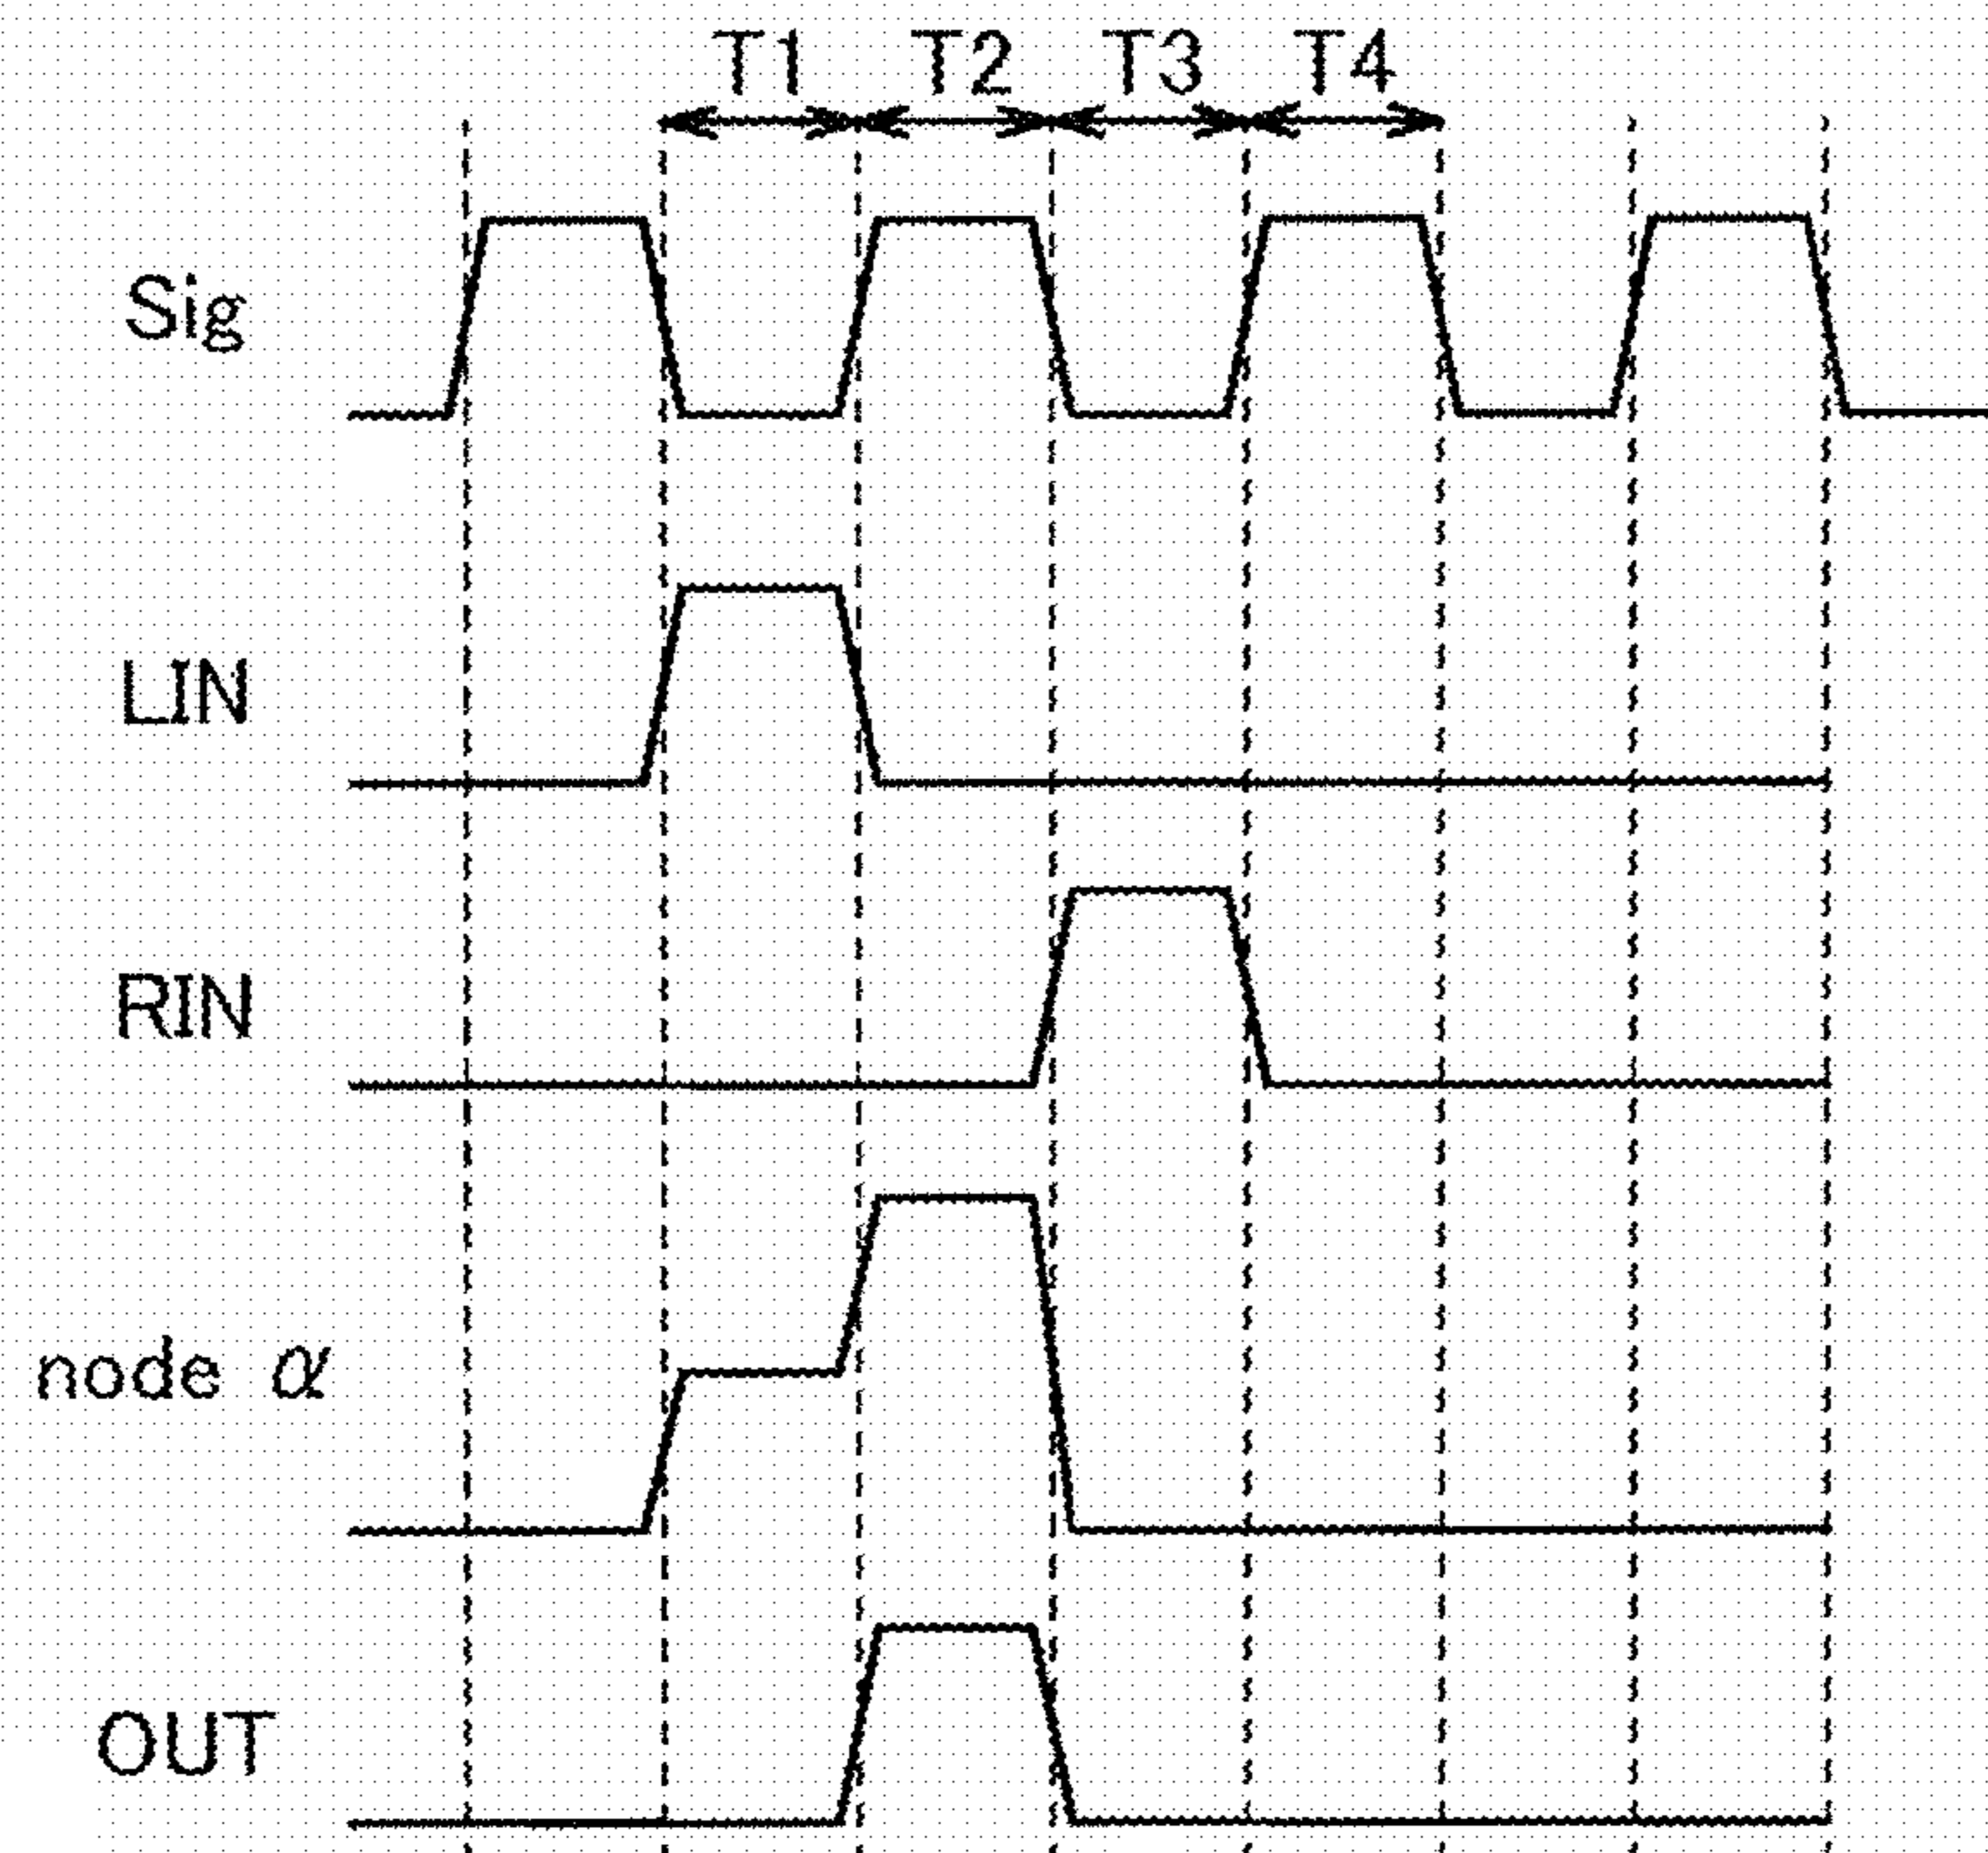 T1 T2 T3 T4
Sig
LIN
RIN
node α
OUT